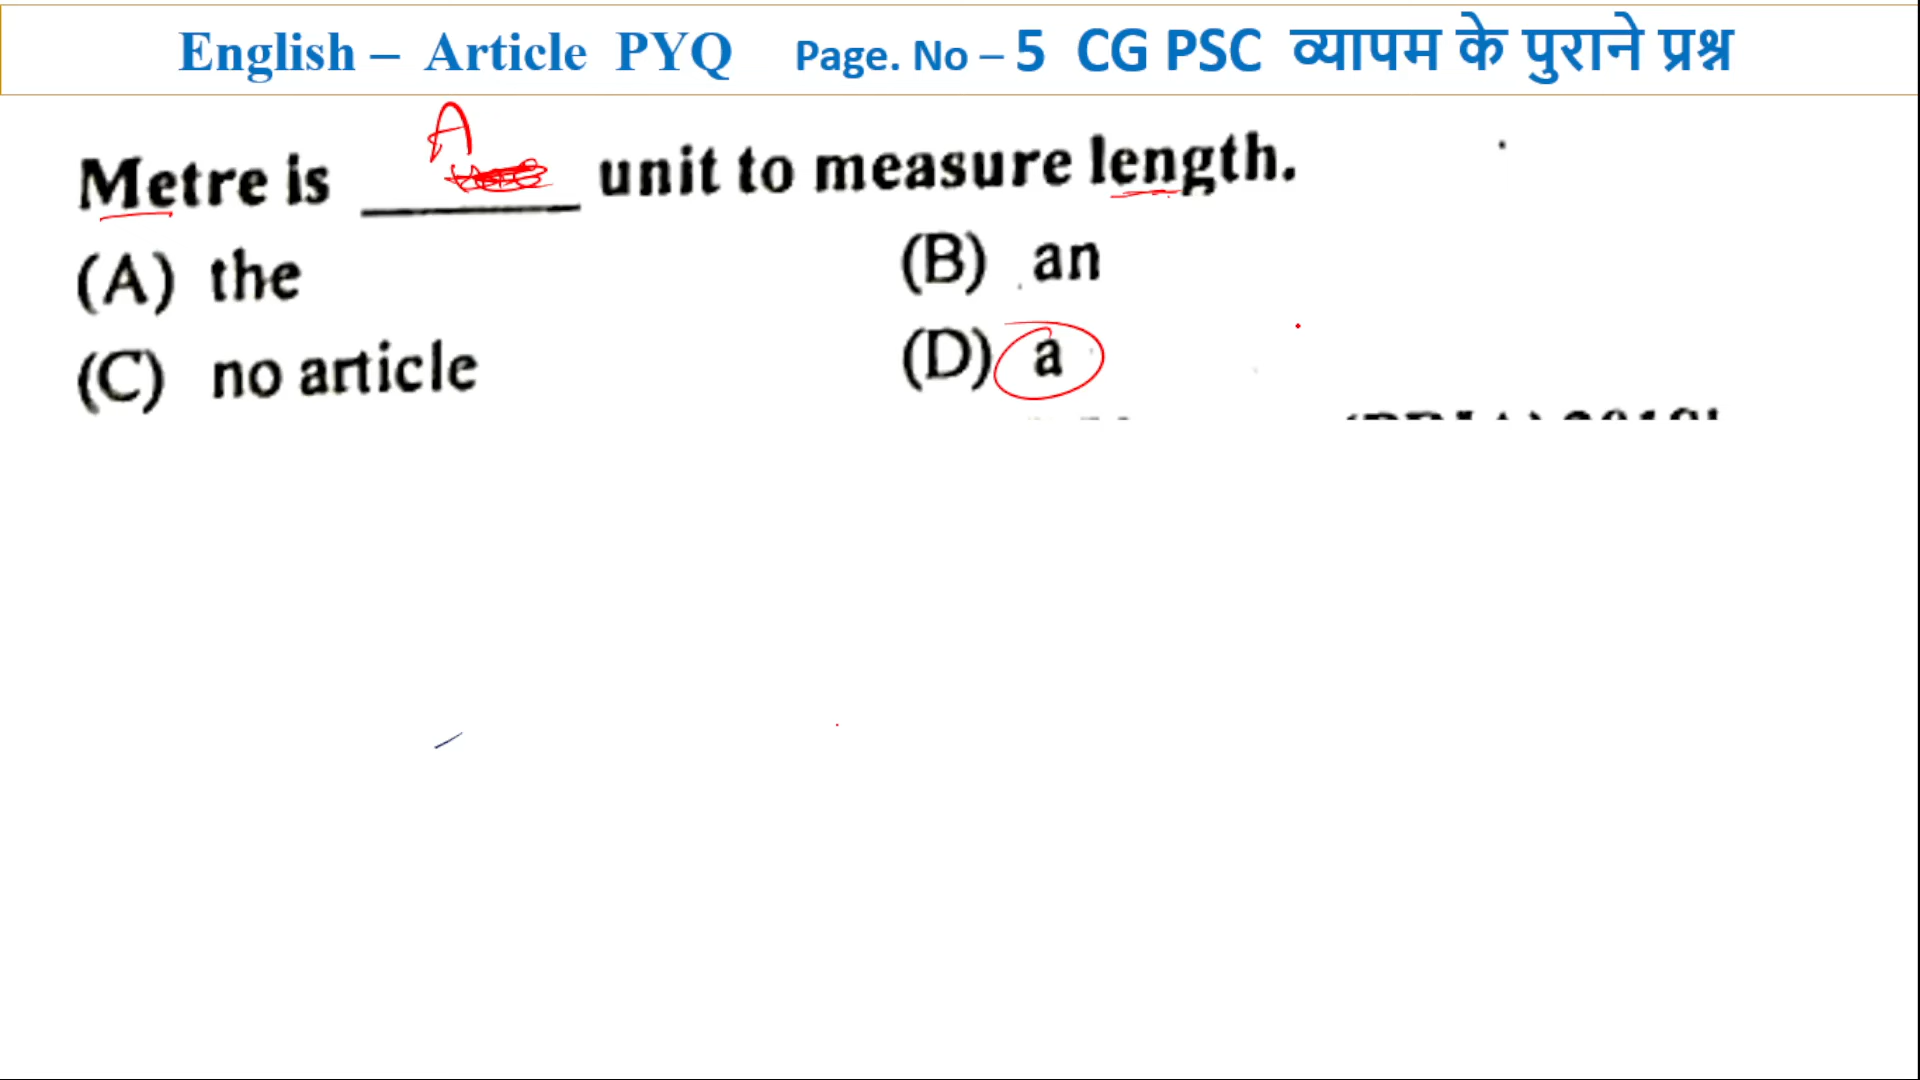 English – Article PYQ Page. No – 5 CG PSC व्यापम के पुराने प्रश्न
A
Metre is ________ unit to measure length.
(A) the (B) an
(C) no article (D) a